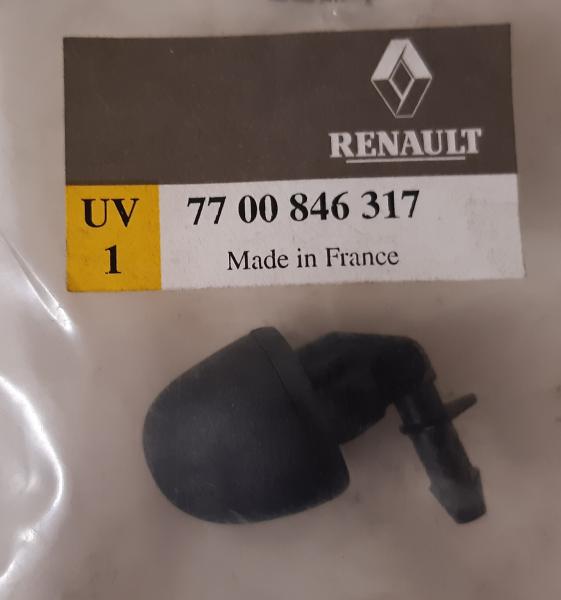 RENAULT
UV
1
77 00 846 317
Made in France